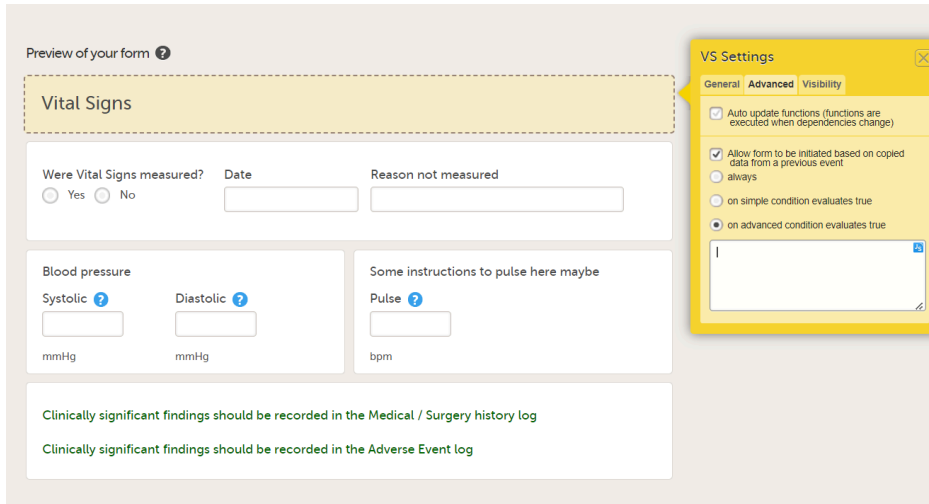 Preview of your form ?
Vital Signs
Were Vital Signs measured?
Yes No
Date
Reason not measured
Blood pressure
Systolic ?
Diastolic ?
mmHg
mmHg
Some instructions to pulse here maybe
Pulse ?
bpm
Clinically significant findings should be recorded in the Medical / Surgery history log
Clinically significant findings should be recorded in the Adverse Event log
VS Settings
General Advanced Visibility
Auto update functions (functions are
executed when dependencies change)
Allow form to be initiated based on copied
data from a previous event
always
on simple condition evaluates true
on advanced condition evaluates true